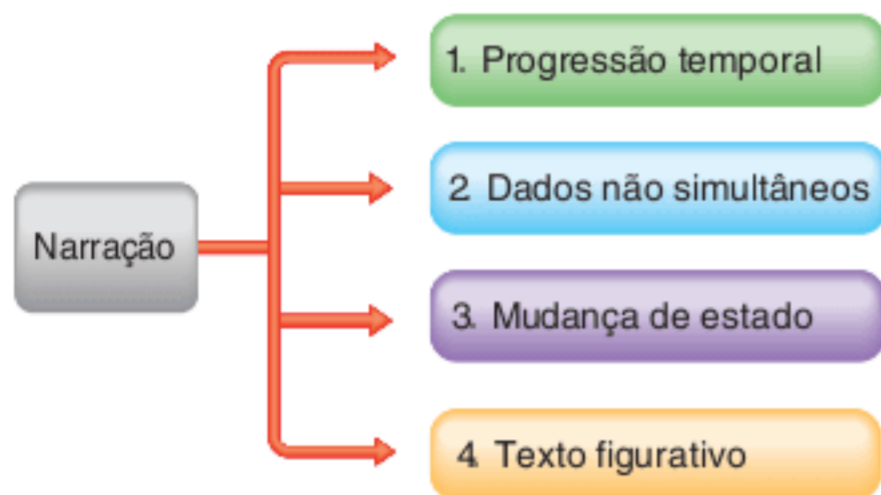 Narração
1. Progressão temporal
2 Dados não simultâneos
3. Mudança de estado
4. Texto figurativo